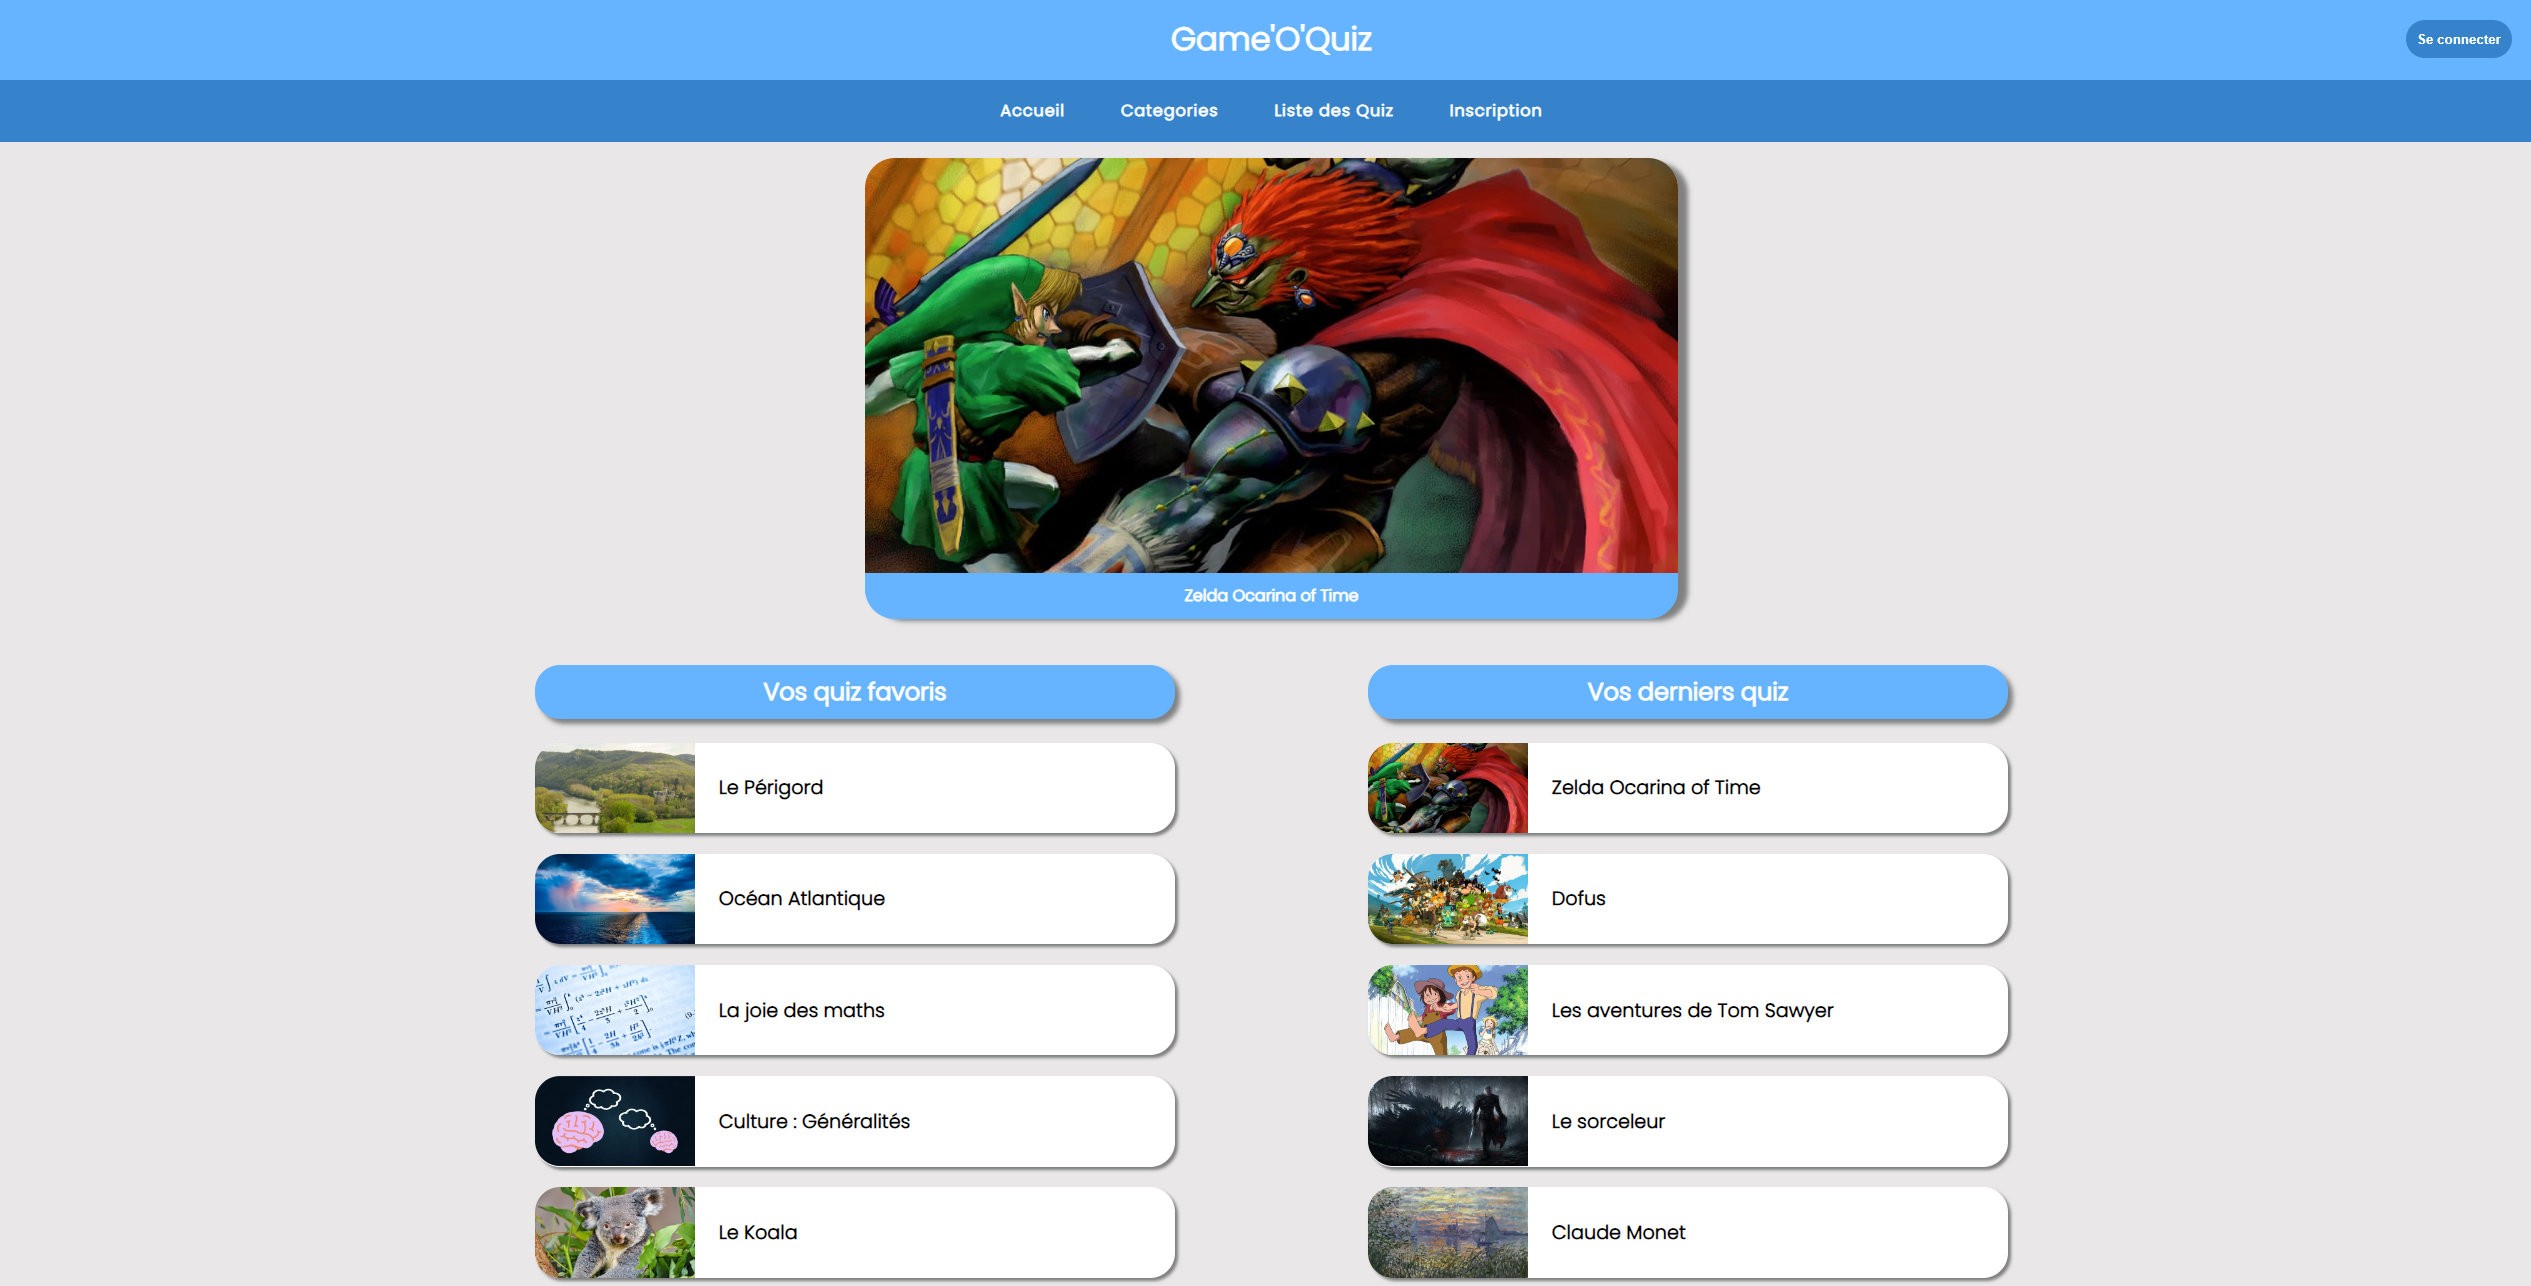 Game'O'Quiz
Se connecter
Accueil
Categories
Liste des Quiz
Inscription
Zelda Ocarina of Time
Vos quiz favoris
Le Périgord
Océan Atlantique
La joie des maths
Culture : Généralités
Le Koala
Vos derniers quiz
Zelda Ocarina of Time
Dofus
Les aventures de Tom Sawyer
Le sorceleur
Claude Monet